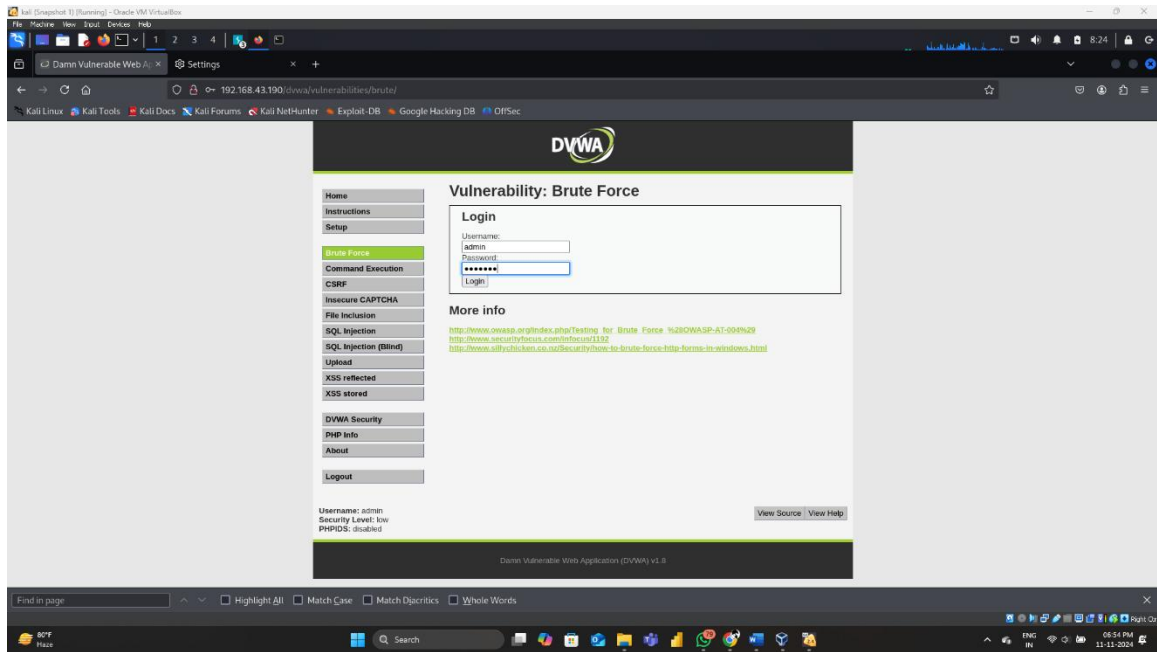 kali (Snapshot 1) [Running] - Oracle VM VirtualBox
File Machine View Input Devices Help
1 2 3 4
8:24
Damn Vulnerable Web Ap
Settings
192.168.43.190/dvwa/vulnerabilities/brute/
Kali Linux Kali Tools Kali Docs Kali Forums Kali NetHunter Exploit-DB Google Hacking DB OffSec
DVWA
Vulnerability: Brute Force
Home
Instructions
Setup
Brute Force
Command Execution
CSRF
Insecure CAPTCHA
File Inclusion
SQL Injection
SQL Injection (Blind)
Upload
XSS reflected
XSS stored
DVWA Security
PHP Info
About
Logout
Login
Username:
admin
Password:
•••••••
Login
More info
http://www.owasp.org/index.php/Testing_for_Brute_Force_%28OWASP-AT-004%29
http://www.securityfocus.com/infocus/1192
http://www.sillychicken.co.nz/Security/how-to-brute-force-http-forms-in-windows.html
Username: admin
Security Level: low
PHPIDS: disabled
View Source View Help
Damn Vulnerable Web Application (DVWA) v1.8
Find in page Highlight All Match Case Match Diacritics Whole Words
80°F
Haze
Search
ENG
IN
06:54 PM
11-11-2024